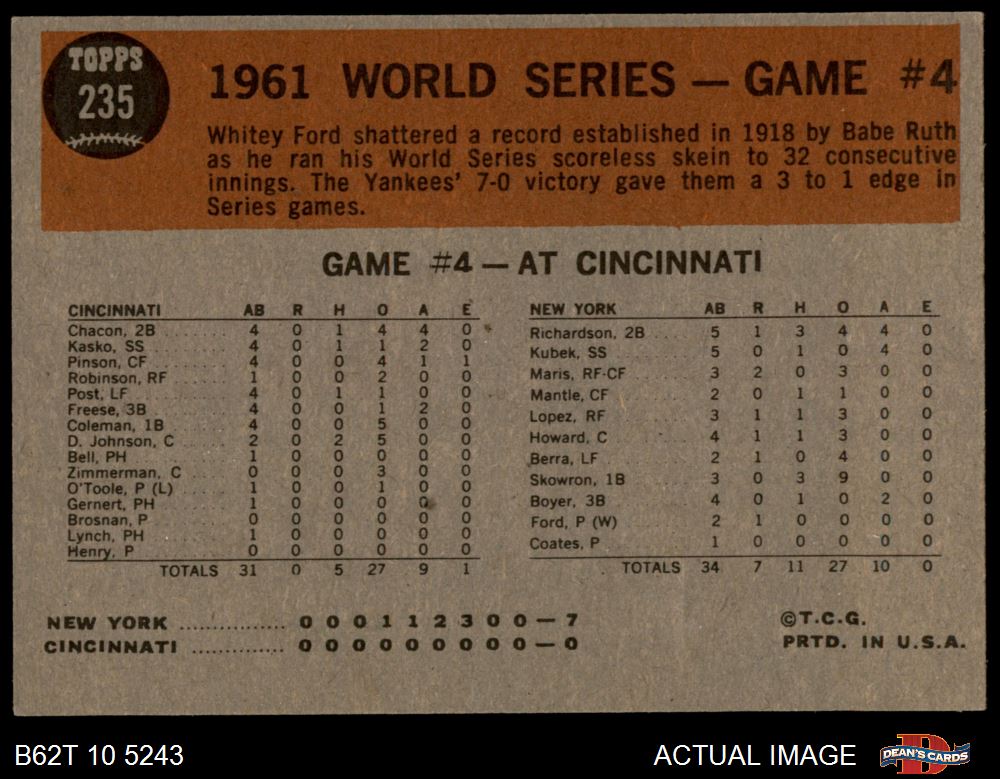 TOPPS
235
1961 WORLD SERIES — GAME #4
Whitey Ford shattered a record established in 1918 by Babe Ruth
as he ran his World Series scoreless skein to 32 consecutive
innings. The Yankees' 7-0 victory gave them a 3 to 1 edge in
Series games.
GAME #4 — AT CINCINNATI
CINCINNATI AB R H O A E
Chacon, 2B 4 0 1 4 4 0
Kasko, SS 4 0 1 1 2 0
Pinson, CF 4 0 0 4 1 1
Robinson, RF 1 0 0 2 0 0
Post, LF 4 0 1 1 0 0
Freese, 3B 4 0 0 1 2 0
Coleman, 1B 4 0 0 5 0 0
D. Johnson, C 2 0 2 5 0 0
Bell, PH 1 0 0 0 0 0
Zimmerman, C 0 0 0 3 0 0
O'Toole, P (L) 1 0 0 1 0 0
Gernert, PH 1 0 0 0 0 0
Brosnan, P 0 0 0 0 0 0
Lynch, PH 1 0 0 0 0 0
Henry, P 0 0 0 0 0 0
TOTALS 31 0 5 27 9 1
NEW YORK AB R H O A E
Richardson, 2B 5 1 3 4 4 0
Kubek, SS 5 0 1 0 4 0
Maris, RF-CF 3 2 0 3 0 0
Mantle, CF 2 0 1 1 0 0
Lopez, RF 3 1 1 3 0 0
Howard, C 4 1 1 3 0 0
Berra, LF 2 1 0 4 0 0
Skowron, 1B 3 0 3 9 0 0
Boyer, 3B 4 0 1 0 2 0
Ford, P (W) 2 1 0 0 0 0
Coates, P 1 0 0 0 0 0
TOTALS 34 7 11 27 10 0
NEW YORK ............... 0 0 0 1 1 2 3 0 0 — 7
CINCINNATI ............. 0 0 0 0 0 0 0 0 0 — 0
©T.C.G.
PRTD. IN U.S.A.
B62T 10 5243
ACTUAL IMAGE
DEAN'S CARDS